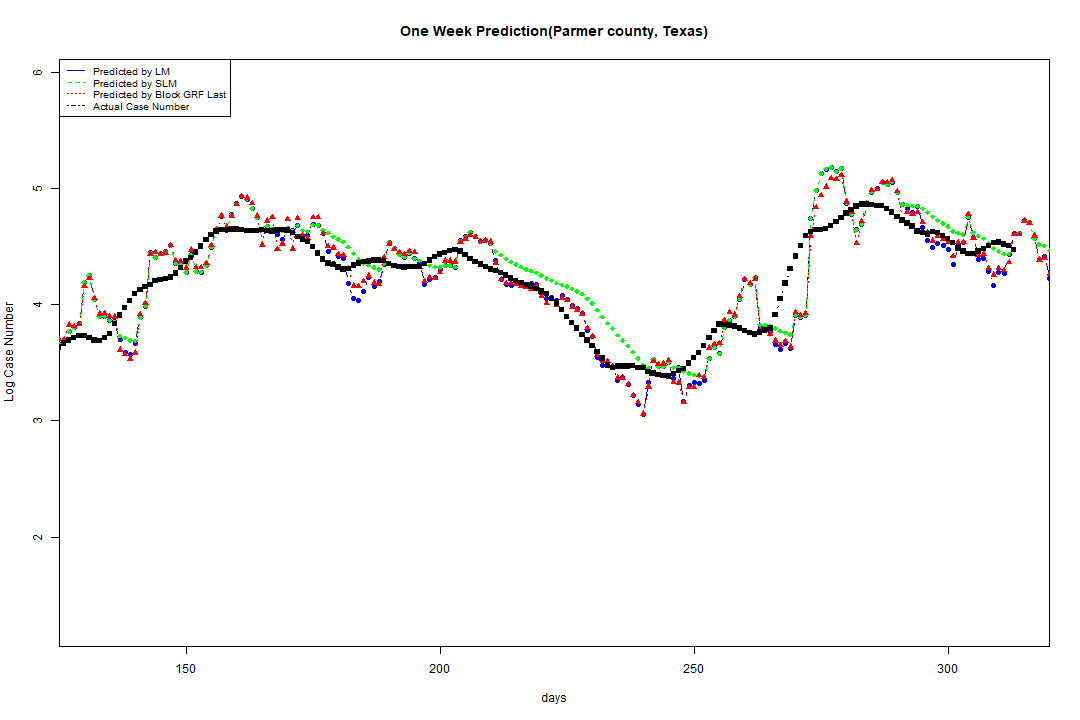 One Week Prediction(Parmer county, Texas)
Predicted by LM
Predicted by SLM
Predicted by Block GRF Last
Actual Case Number
6
5
4
3
2
Log Case Number
150
200
250
300
days